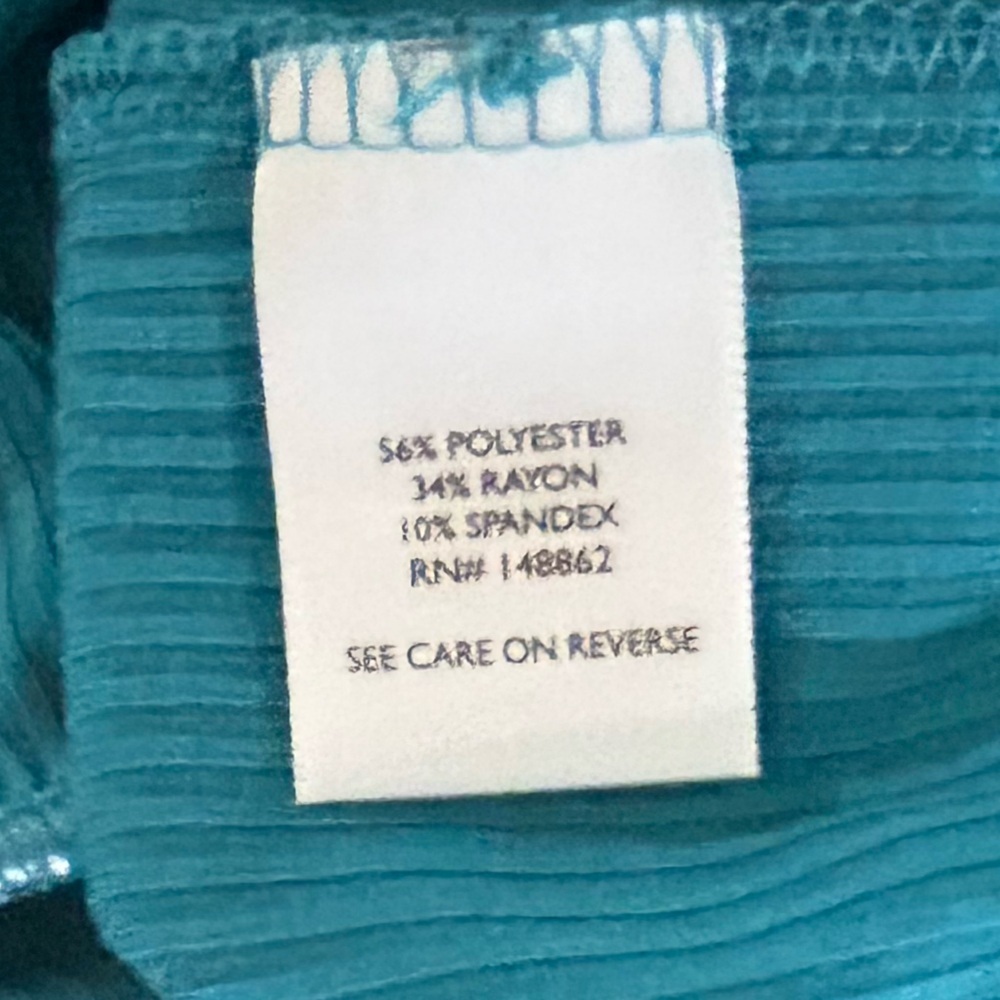 56% POLYESTER
34% RAYON
10% SPANDEX
RN# 148862
SEE CARE ON REVERSE